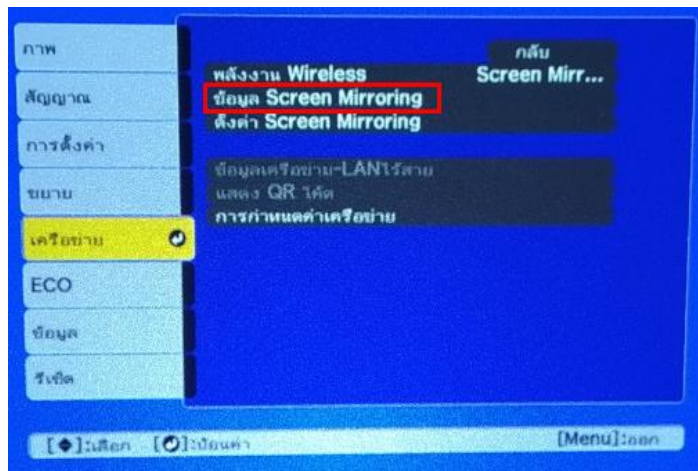 ภาพ
สัญญาณ
การตั้งค่า
ขยาย
เครือข่าย
ECO
ข้อมูล
รีเซ็ต
กลับ
พลังงาน Wireless Screen Mirr...
ข้อมูล Screen Mirroring
ตั้งค่า Screen Mirroring
ข้อมูลเครือข่าย-LANไร้สาย
แสดง QR โค้ด
การกำหนดค่าเครือข่าย
[ ]:เลือก [ ]:ป้อนค่า [Menu]:ออก